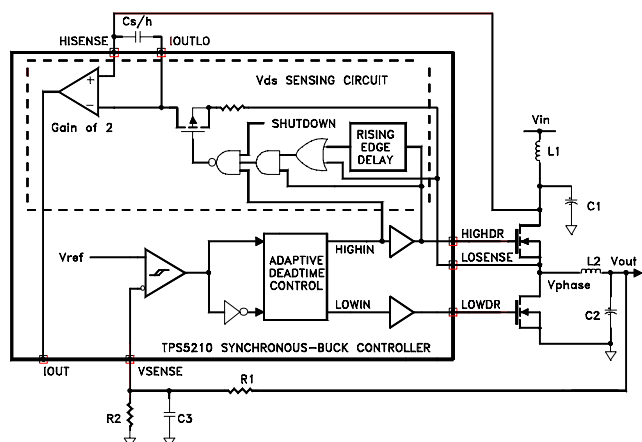 Cs/h
HISENSE
IOUTLO
Vds SENSING CIRCUIT
+
−
Gain of 2
SHUTDOWN
RISING
EDGE
DELAY
Vin
L1
C1
HIGHDR
LOSENSE
HIGHIN
Vref
ADAPTIVE
DEADTIME
CONTROL
LOWIN
LOWDR
L2
Vout
Vphase
C2
TPS5210 SYNCHRONOUS-BUCK CONTROLLER
IOUT
VSENSE
R1
R2
C3